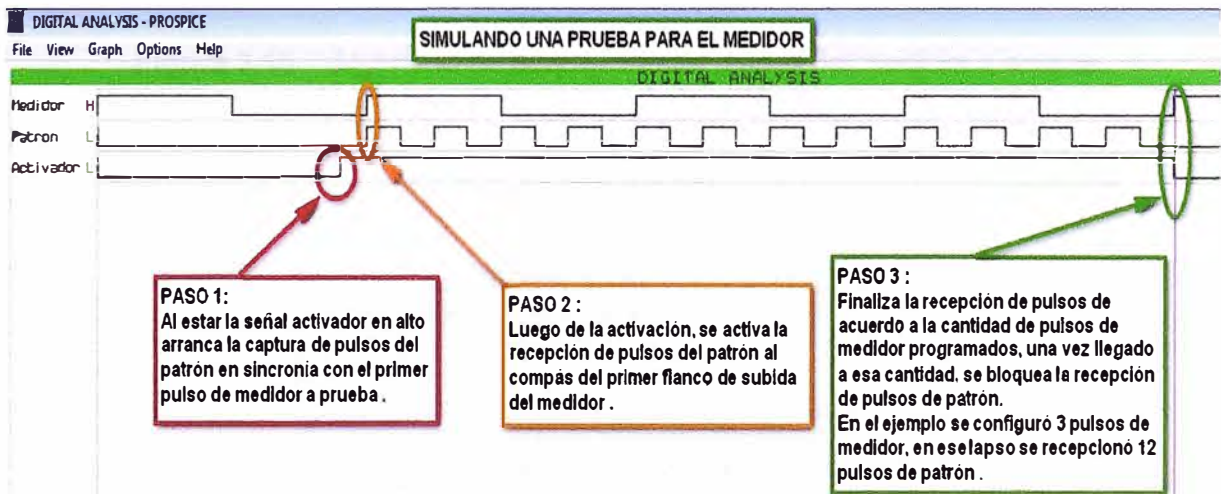 DIGITAL ANALYSIS - PROSPICE
File View Graph Options Help
SIMULANDO UNA PRUEBA PARA EL MEDIDOR
DIGITAL ANALYSIS
Medidor H
Patron L
Activador L
PASO 1:
Al estar la señal activador en alto
arranca la captura de pulsos del
patrón en sincronía con el primer
pulso de medidor a prueba .
PASO 2 :
Luego de la activación, se activa la
recepción de pulsos del patrón al
compás del primer flanco de subida
del medidor .
PASO 3 :
Finaliza la recepción de pulsos de
acuerdo a la cantidad de pulsos de
medidor programados, una vez llegado
a esa cantidad, se bloquea la recepción
de pulsos de patrón.
En el ejemplo se configuró 3 pulsos de
medidor, en ese lapso se recepcionó 12
pulsos de patrón .